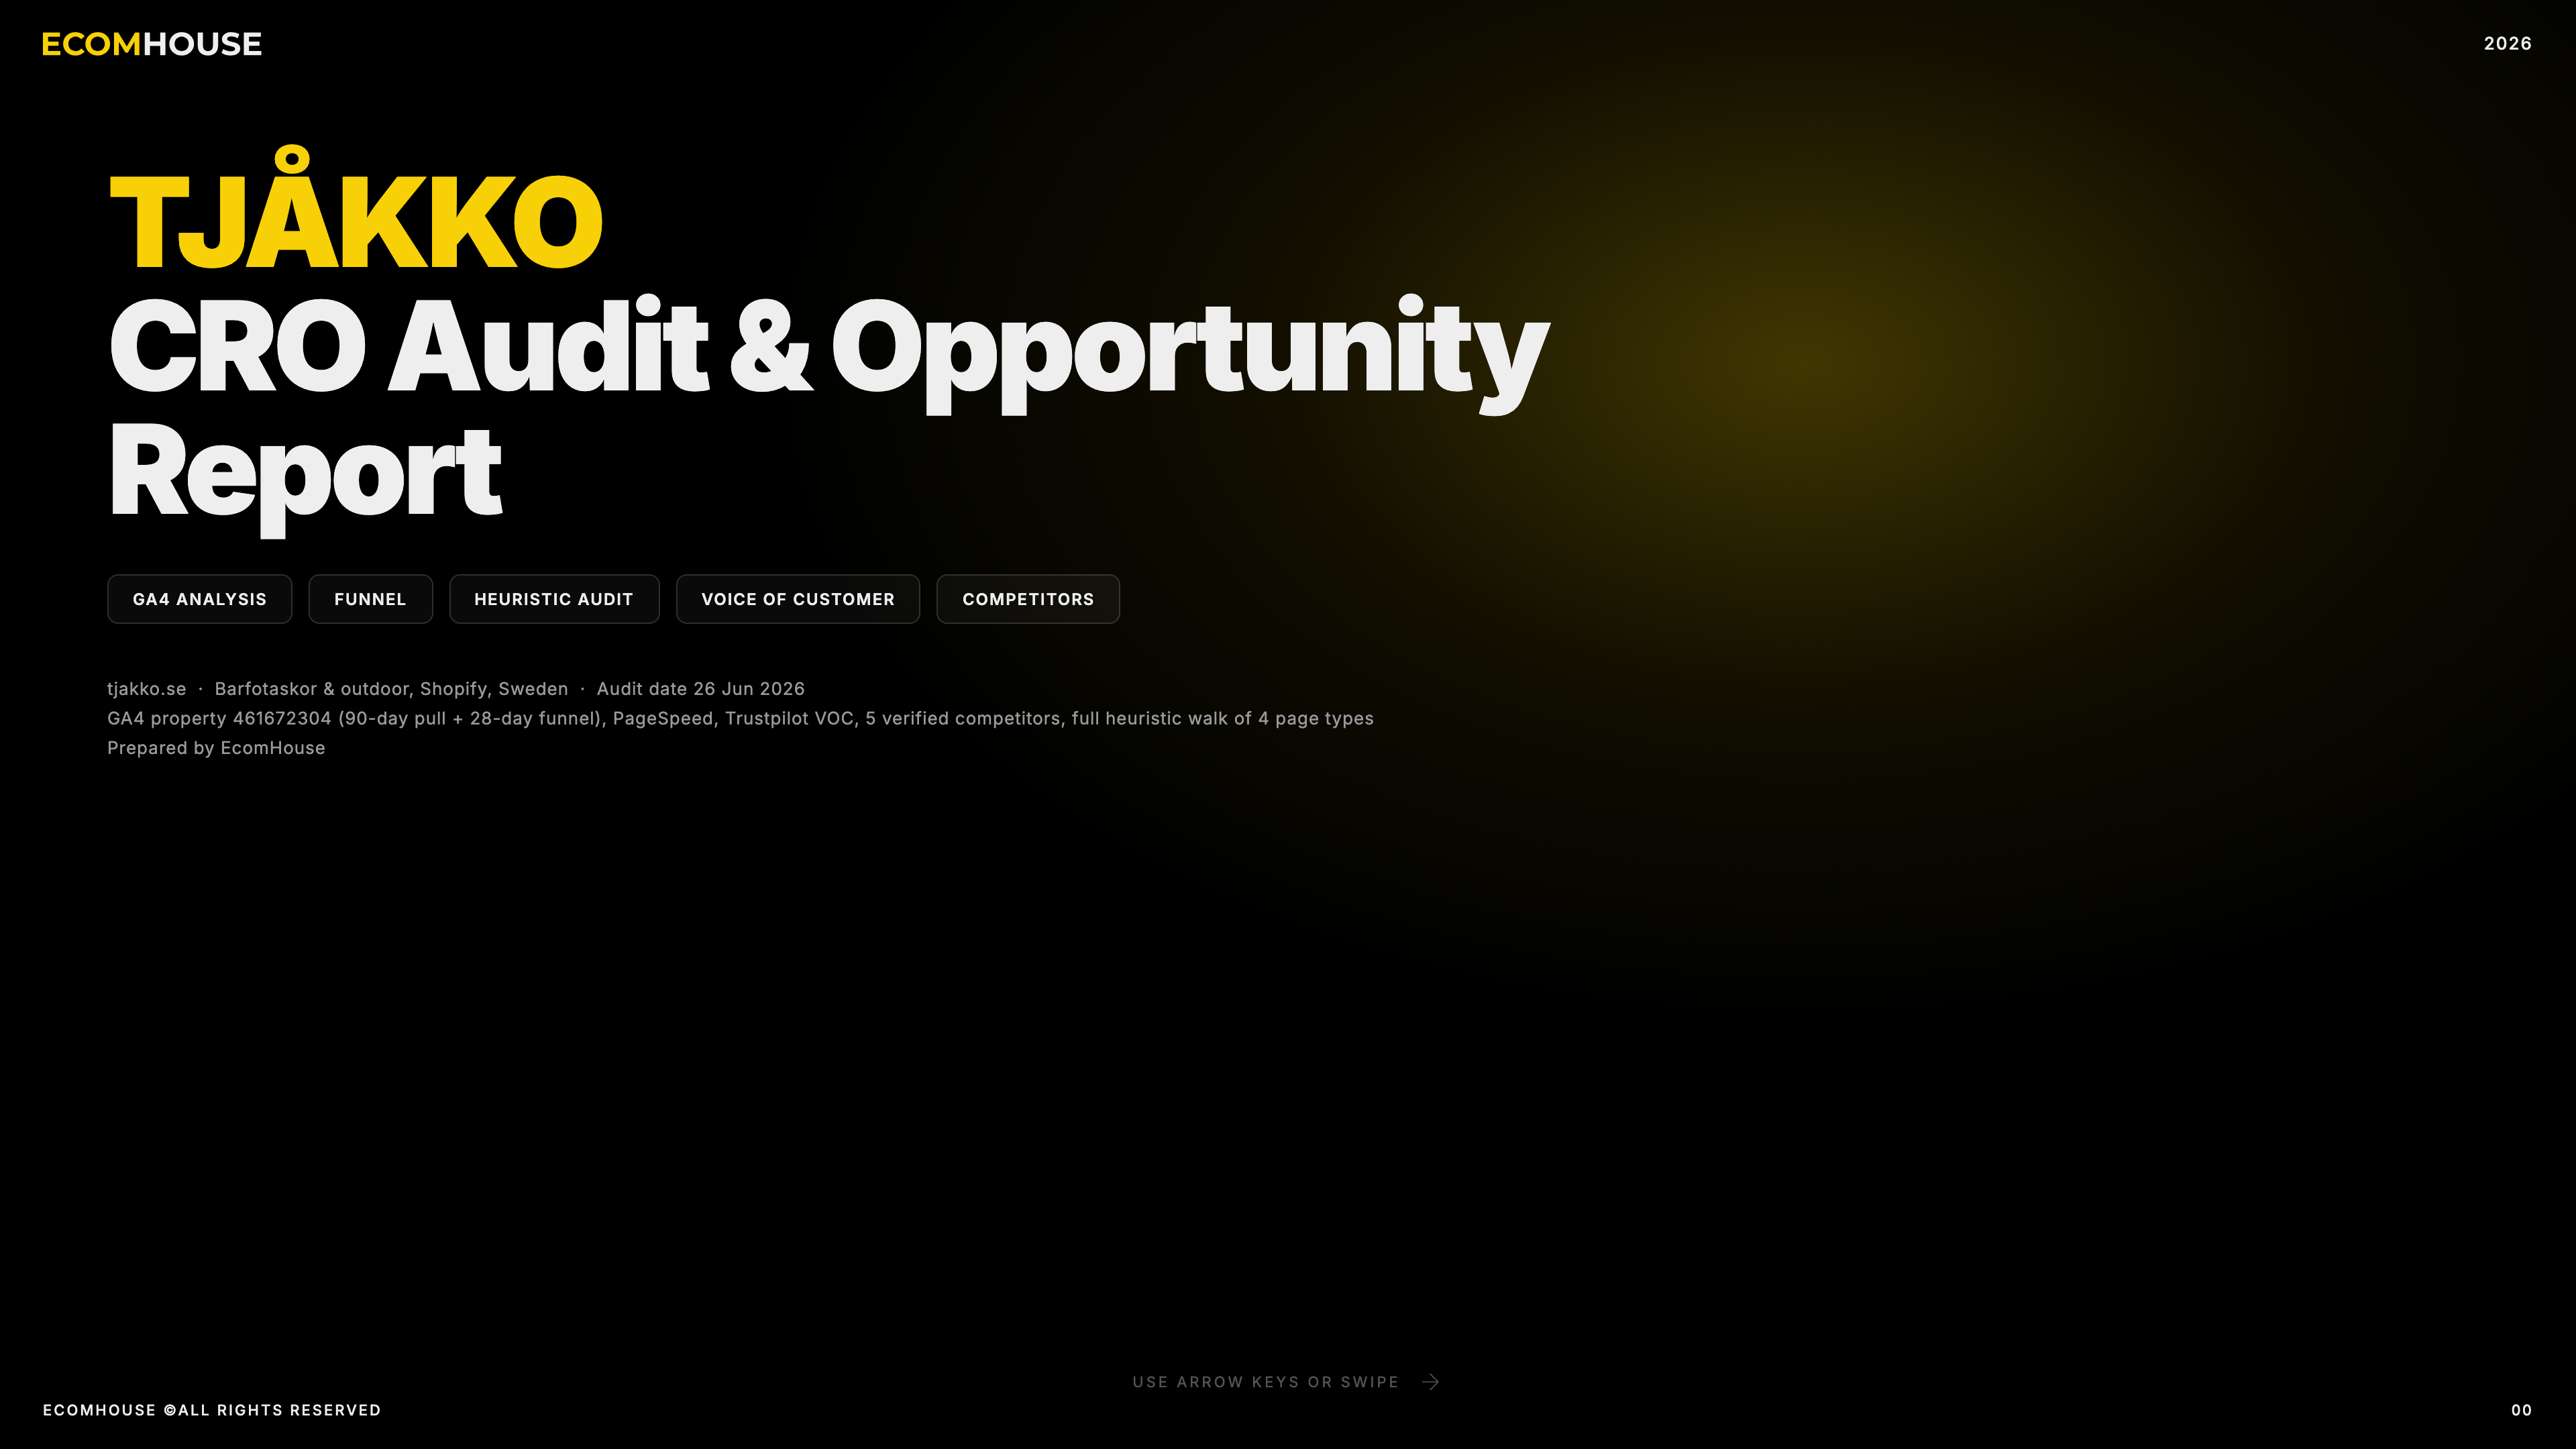 ECOMHOUSE
2026
TJÅKKO
CRO Audit & Opportunity
Report
GA4 ANALYSIS
FUNNEL
HEURISTIC AUDIT
VOICE OF CUSTOMER
COMPETITORS
tjakko.se · Barfotaskor & outdoor, Shopify, Sweden · Audit date 26 Jun 2026
GA4 property 461672304 (90-day pull + 28-day funnel), PageSpeed, Trustpilot VOC, 5 verified competitors, full heuristic walk of 4 page types
Prepared by EcomHouse
USE ARROW KEYS OR SWIPE →
ECOMHOUSE ©ALL RIGHTS RESERVED
00